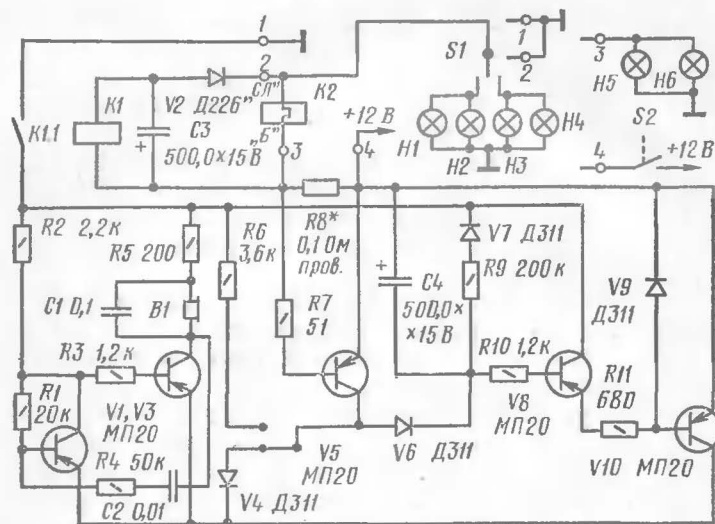 1
1
S1
2
3
H5
H6
2
"СЛ"
K1
V2 Д226"
K2
H4
S2
C3
500,0×15В
+12 В
K1.1
"Б"
3
4
H1
H2
H3
4
+12 В
R2 2,2к
R5 200
R6
3,6к
R8*
0,1 Ом
пров.
V7 Д311
R9 200к
V9
Д311
C1 0,1
B1
R7
51
C4
500,0×
×15В
R3 1,2к
R10 1,2к
R11
680
R1
20к
V1,V3
МП20
V8
МП20
R4 50к
V5
МП20
V6 Д311
V10 МП20
C2 0,01
V4 Д311